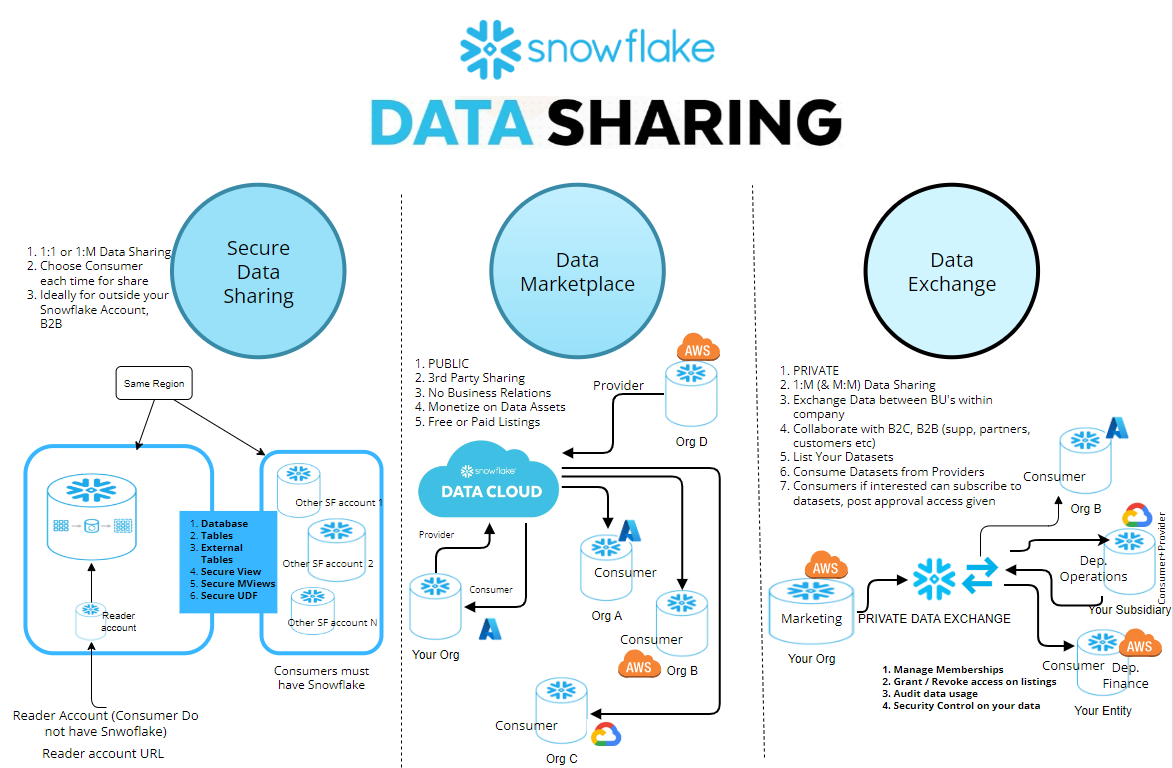 snowflake
DATA SHARING
Secure
Data
Sharing
1. 1:1 or 1:M Data Sharing
2. Choose Consumer
each time for share
3. Ideally for outside your
Snowflake Account,
B2B
Same Region
Other SF account 1
Other SF account 2
Other SF account N
1. Database
2. Tables
3. External
Tables
4. Secure View
5. Secure MViews
6. Secure UDF
Reader
account
Consumers must
have Snowflake
Reader Account (Consumer Do
not have Snwoflake)
Reader account URL
Data
Marketplace
1. PUBLIC
2. 3rd Party Sharing
3. No Business Relations
4. Monetize on Data Assets
5. Free or Paid Listings
AWS
Provider
Org D
snowflake
DATA CLOUD
Provider
Consumer
Your Org
Consumer
Org A
Consumer
AWS
Org B
Consumer
Org C
Data
Exchange
1. PRIVATE
2. 1:M (& M:M) Data Sharing
3. Exchange Data between BU's within
company
4. Collaborate with B2C, B2B (supp, partners,
customers etc)
5. List Your Datasets
6. Consume Datasets from Providers
7. Consumers if interested can subscribe to
datasets, post approval access given
Consumer
Org B
AWS
Marketing
Your Org
PRIVATE DATA EXCHANGE
Dep.
Operations
Consumer+Provider
Your Subsidiary
AWS
Consumer
Dep.
Finance
Your Entity
1. Manage Memberships
2. Grant / Revoke access on listings
3. Audit data usage
4. Security Control on your data